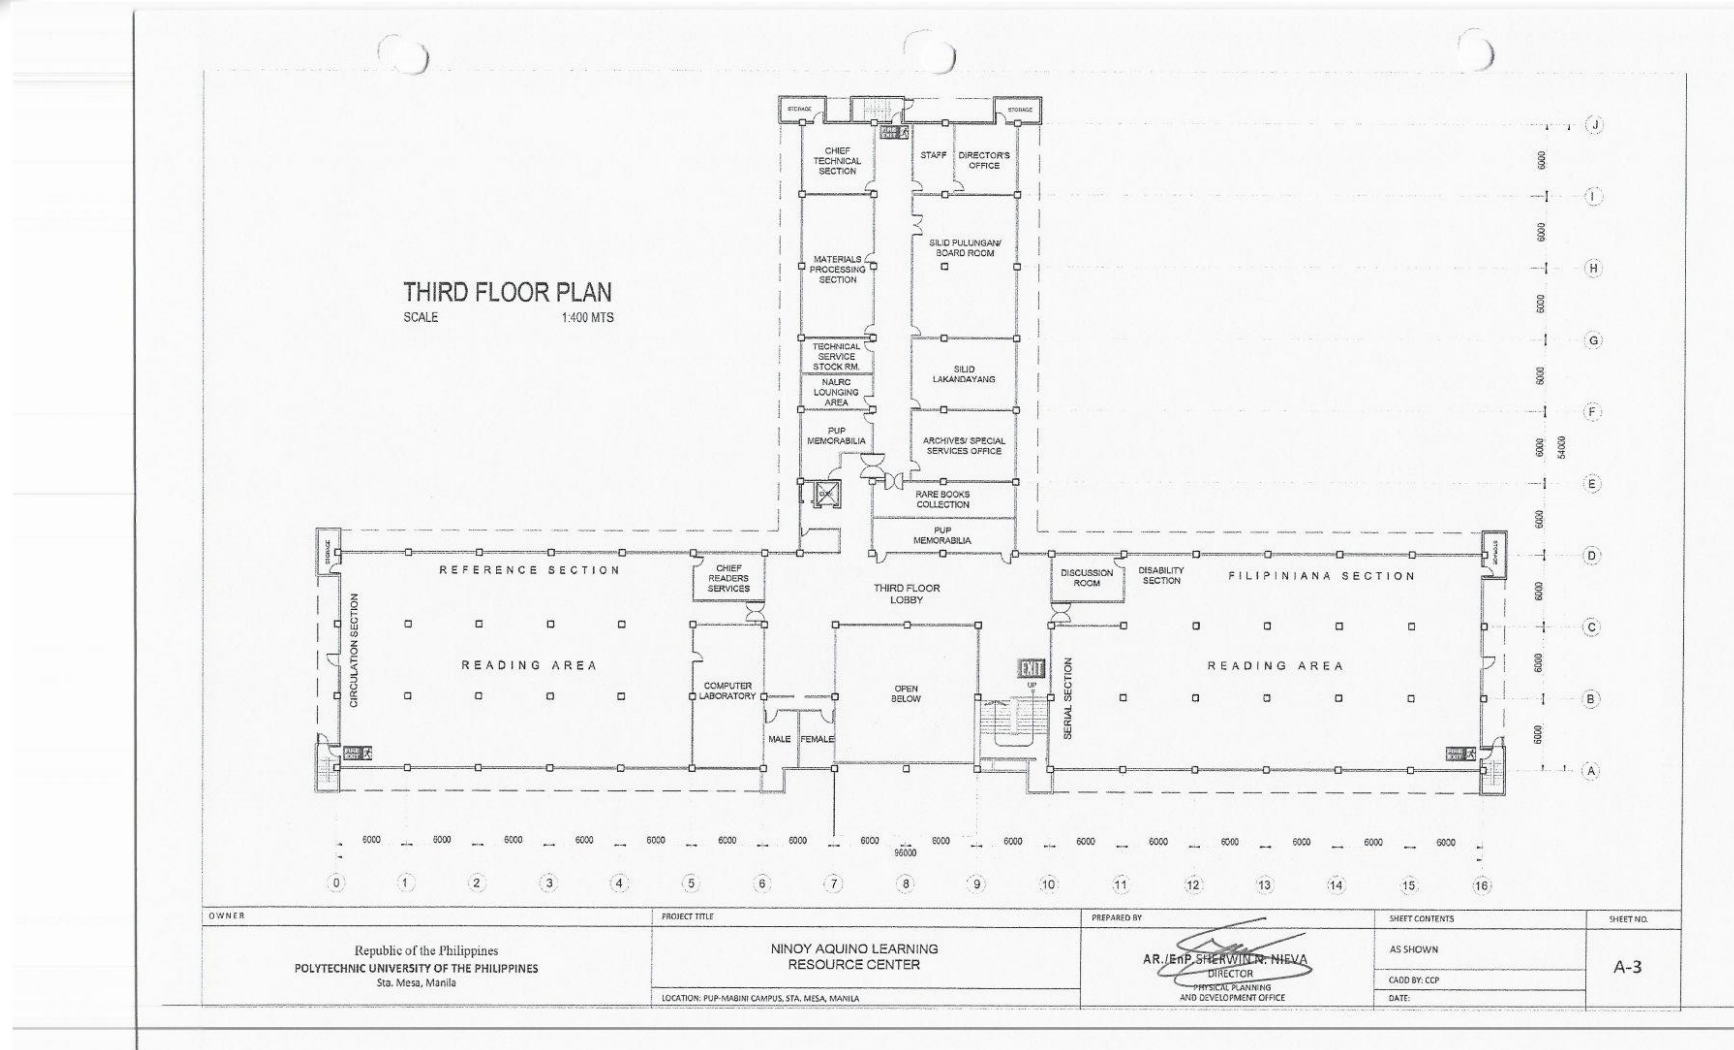 STORAGE
STORAGE
J
FIRE EXIT
CHIEF
TECHNICAL
SECTION
STAFF
DIRECTOR'S
OFFICE
6000
I
SILID PULUNGAN/
BOARD ROOM
6000
MATERIALS
PROCESSING
SECTION
H
THIRD FLOOR PLAN
SCALE 1:400 MTS
6000
G
TECHNICAL
SERVICE
STOCK RM.
SILID
LAKANDAYANG
6000
NALRC
LOUNGING
AREA
F
PUP
MEMORABILIA
ARCHIVES/ SPECIAL
SERVICES OFFICE
6000
54000
E
RARE BOOKS
COLLECTION
6000
PUP
MEMORABILIA
STORAGE
STORAGE
D
REFERENCE SECTION
CHIEF
READERS
SERVICES
THIRD FLOOR
LOBBY
DISCUSSION
ROOM
DISABILITY
SECTION
FILIPINIANA SECTION
6000
C
CIRCULATION SECTION
READING AREA
COMPUTER
LABORATORY
OPEN
BELOW
EXIT
UP
SERIAL SECTION
READING AREA
6000
B
MALE
FEMALE
6000
FIRE EXIT
FIRE EXIT
A
6000 6000 6000 6000 6000 6000 6000 6000 6000 6000 6000 6000 6000 6000 6000 6000
96000
0 1 2 3 4 5 6 7 8 9 10 11 12 13 14 15 16
OWNER
Republic of the Philippines
POLYTECHNIC UNIVERSITY OF THE PHILIPPINES
Sta. Mesa, Manila
PROJECT TITLE
NINOY AQUINO LEARNING
RESOURCE CENTER
LOCATION: PUP-MABINI CAMPUS, STA. MESA, MANILA
PREPARED BY
AR./EnP. SHERWIN N. NIEVA
DIRECTOR
PHYSICAL PLANNING
AND DEVELOPMENT OFFICE
SHEET CONTENTS
AS SHOWN
CADD BY: CCP
DATE:
SHEET NO.
A-3